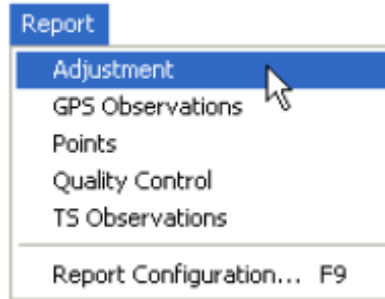 Report
Adjustment
GPS Observations
Points
Quality Control
TS Observations
Report Configuration... F9